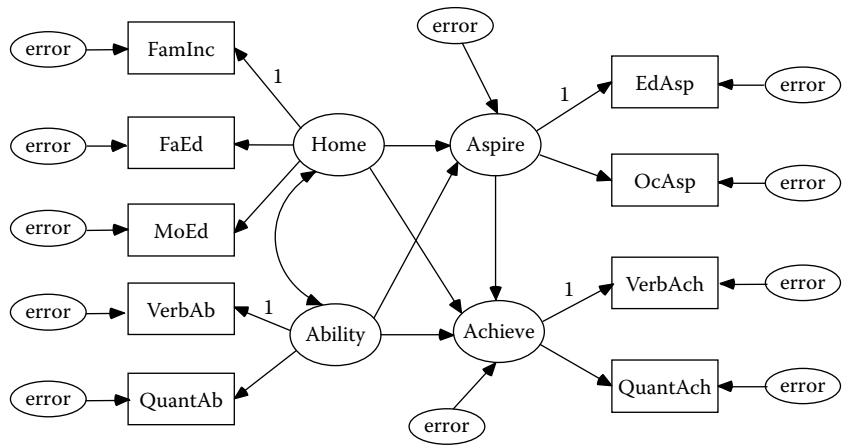 error
FamInc
1
error
FaEd
error
MoEd
error
VerbAb
1
error
QuantAb
Home
Ability
error
Aspire
Achieve
error
1
EdAsp
error
OcAsp
error
1
VerbAch
error
QuantAch
error